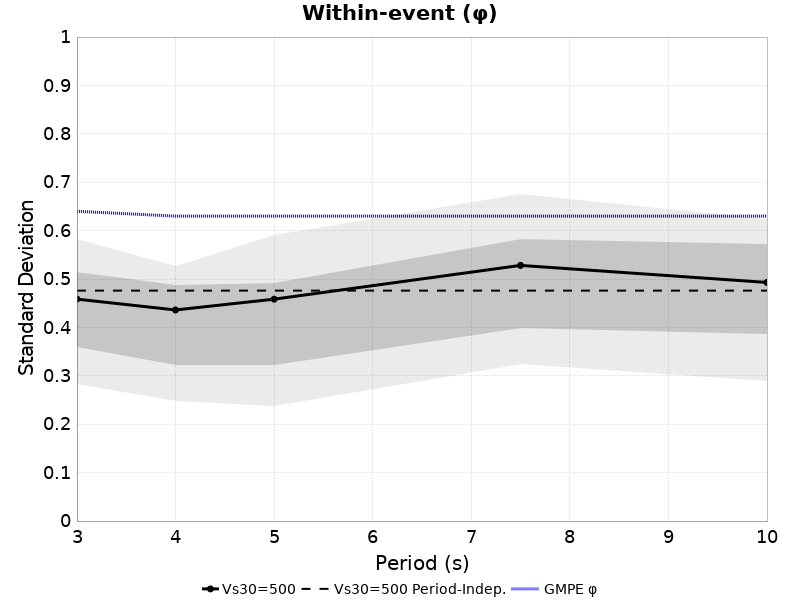 Within-event (φ)
1
0.9
0.8
0.7
0.6
0.5
0.4
0.3
0.2
0.1
0
Standard Deviation
3 4 5 6 7 8 9 10
Period (s)
Vs30=500 Vs30=500 Period-Indep. GMPE φ